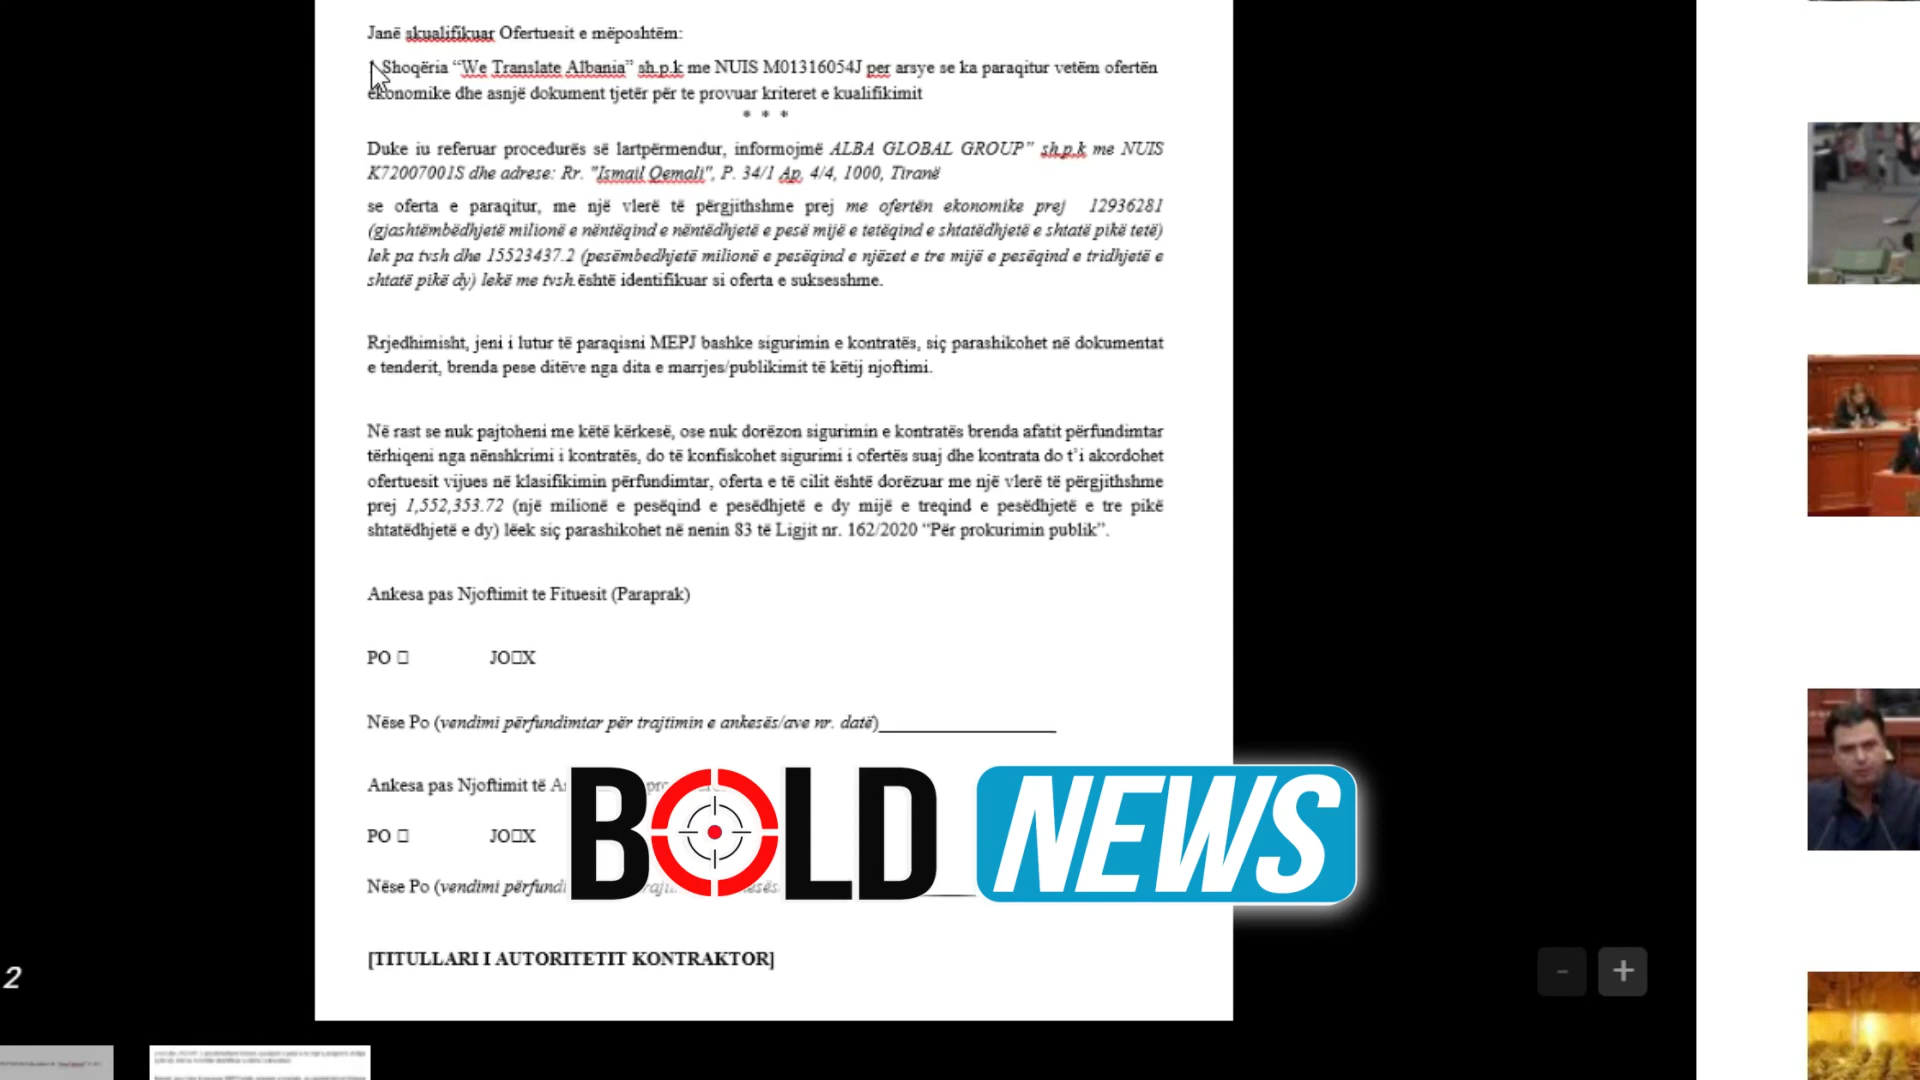 Janë skualifikuar Ofertuesit e mëposhtëm:
Shoqëria “We Translate Albania” sh.p.k me NUIS M01316054J per arsye se ka paraqitur vetëm ofertën
ekonomike dhe asnjë dokument tjetër për te provuar kriteret e kualifikimit
* * *
Duke iu referuar procedurës së lartpërmendur, informojmë ALBA GLOBAL GROUP” sh.p.k me NUIS
K72007001S dhe adrese: Rr. "Ismail Qemali", P. 34/1 Ap. 4/4, 1000, Tiranë
se oferta e paraqitur, me një vlerë të përgjithshme prej me ofertën ekonomike prej 12936281
(gjashtëmbëdhjetë milionë e nëntëqind e nëntëdhjetë e pesë mijë e tetëqind e shtatëdhjetë e shtatë pikë tetë)
lek pa tvsh dhe 15523437.2 (pesëmbedhjetë milionë e pesëqind e njëzet e tre mijë e pesëqind e tridhjetë e
shtatë pikë dy) lekë me tvsh.është identifikuar si oferta e suksesshme.
Rrjedhimisht, jeni i lutur të paraqisni MEPJ bashke sigurimin e kontratës, siç parashikohet në dokumentat
e tenderit, brenda pese ditëve nga dita e marrjes/publikimit të këtij njoftimi.
Në rast se nuk pajtoheni me këtë kërkesë, ose nuk dorëzon sigurimin e kontratës brenda afatit përfundimtar
tërhiqeni nga nënshkrimi i kontratës, do të konfiskohet sigurimi i ofertës suaj dhe kontrata do t’i akordohet
ofertuesit vijues në klasifikimin përfundimtar, oferta e të cilit është dorëzuar me një vlerë të përgjithshme
prej 1,552,353.72 (një milionë e pesëqind e pesëdhjetë e dy mijë e treqind e pesëdhjetë e tre pikë
shtatëdhjetë e dy) lëek siç parashikohet në nenin 83 të Ligjit nr. 162/2020 “Për prokurimin publik”.
Ankesa pas Njoftimit te Fituesit (Paraprak)
PO □ JO□X
Nëse Po (vendimi përfundimtar për trajtimin e ankesës/ave nr. datë)
Ankesa pas Njoftimit të
PO □ JO□X
Nëse Po (vendimi
BOLD NEWS
[TITULLARI I AUTORITETIT KONTRAKTOR]
2
- +